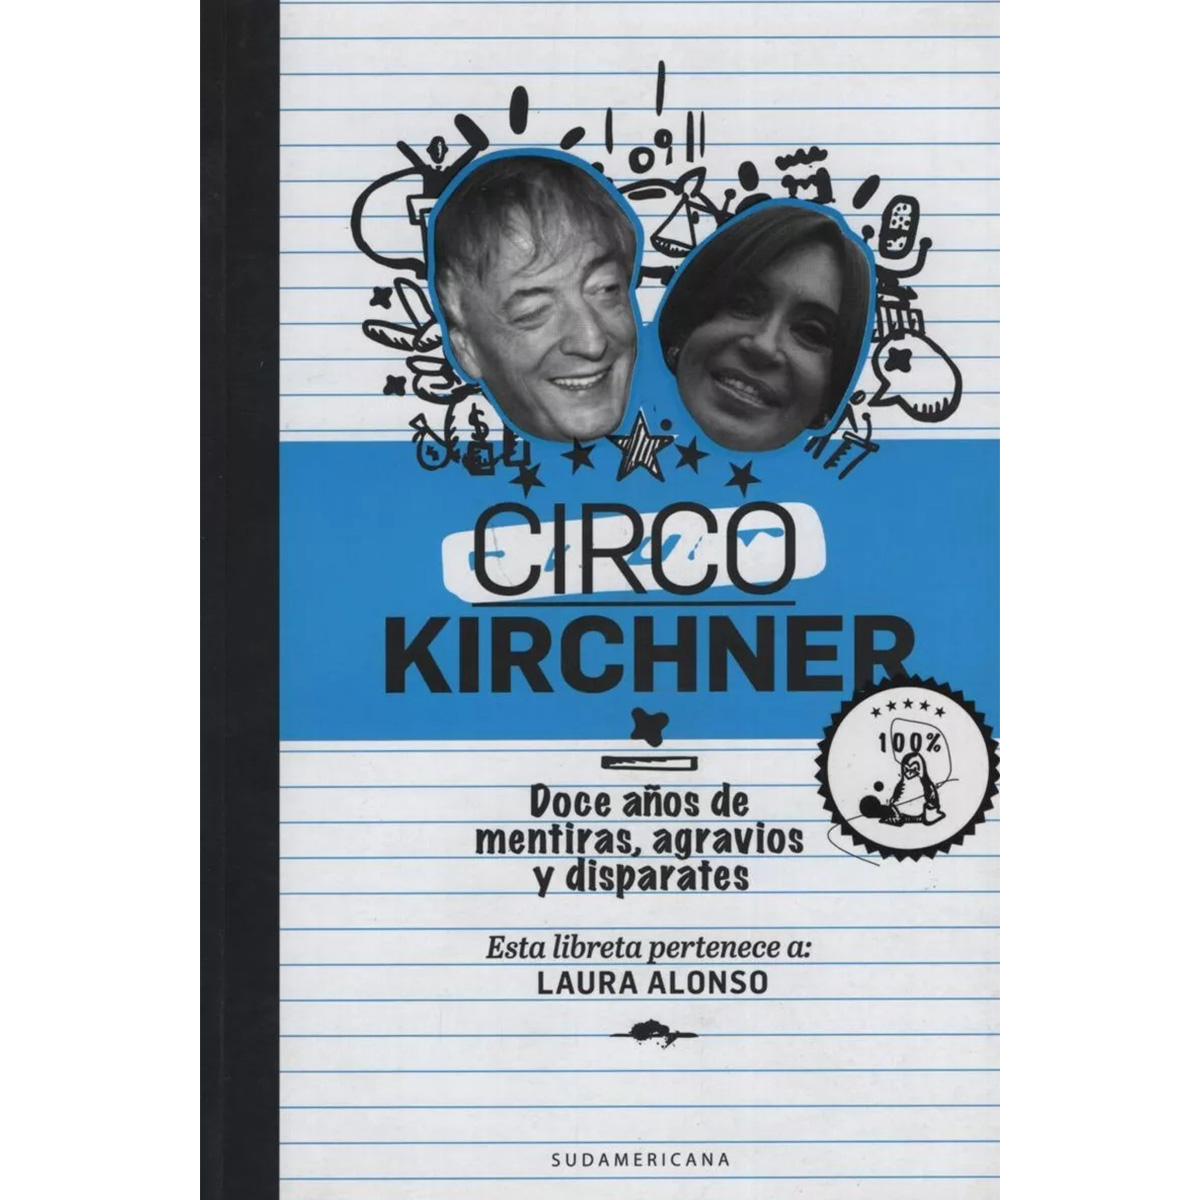 CIRCO
KIRCHNER
100%
Doce años de
mentiras, agravios
y disparates
Esta libreta pertenece a:
LAURA ALONSO
SUDAMERICANA